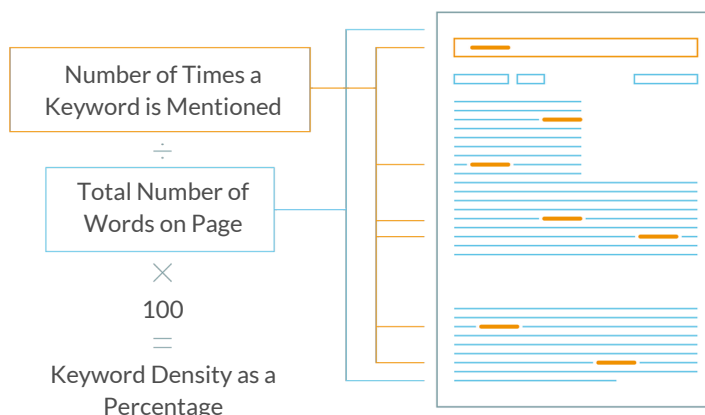 Number of Times a
Keyword is Mentioned
÷
Total Number of
Words on Page
×
100
=
Keyword Density as a
Percentage